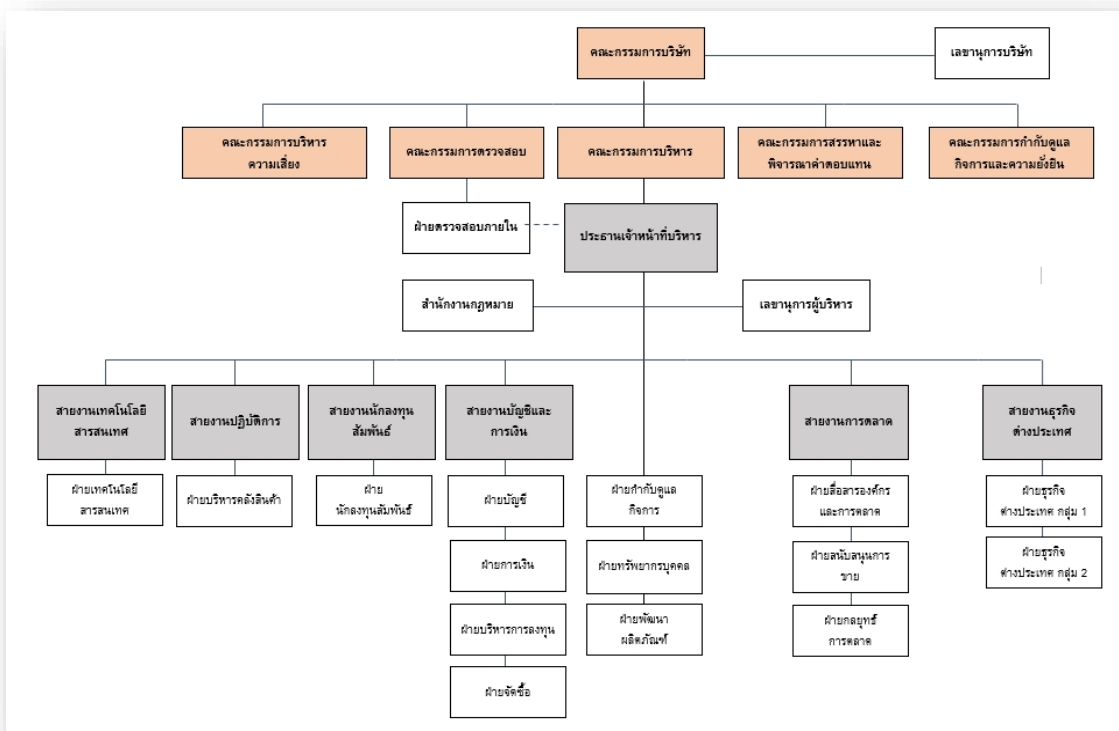 คณะกรรมการบริษัท
เลขานุการบริษัท
คณะกรรมการบริหาร
ความเสี่ยง
คณะกรรมการตรวจสอบ
คณะกรรมการบริหาร
คณะกรรมการสรรหาและ
พิจารณาค่าตอบแทน
คณะกรรมการกำกับดูแล
กิจการและความยั่งยืน
ฝ่ายตรวจสอบภายใน
ประธานเจ้าหน้าที่บริหาร
สำนักงานกฎหมาย
เลขานุการผู้บริหาร
สายงานเทคโนโลยี
สารสนเทศ
สายงานปฏิบัติการ
สายงานนักลงทุน
สัมพันธ์
สายงานบัญชีและ
การเงิน
สายงานการตลาด
สายงานธุรกิจ
ต่างประเทศ
ฝ่ายเทคโนโลยี
สารสนเทศ
ฝ่ายบริหารคลังสินค้า
ฝ่าย
นักลงทุนสัมพันธ์
ฝ่ายบัญชี
ฝ่ายการเงิน
ฝ่ายบริหารการลงทุน
ฝ่ายจัดซื้อ
ฝ่ายกำกับดูแล
กิจการ
ฝ่ายทรัพยากรบุคคล
ฝ่ายพัฒนา
ผลิตภัณฑ์
ฝ่ายสื่อสารองค์กร
และการตลาด
ฝ่ายสนับสนุนการ
ขาย
ฝ่ายกลยุทธ์
การตลาด
ฝ่ายธุรกิจ
ต่างประเทศ กลุ่ม 1
ฝ่ายธุรกิจ
ต่างประเทศ กลุ่ม 2